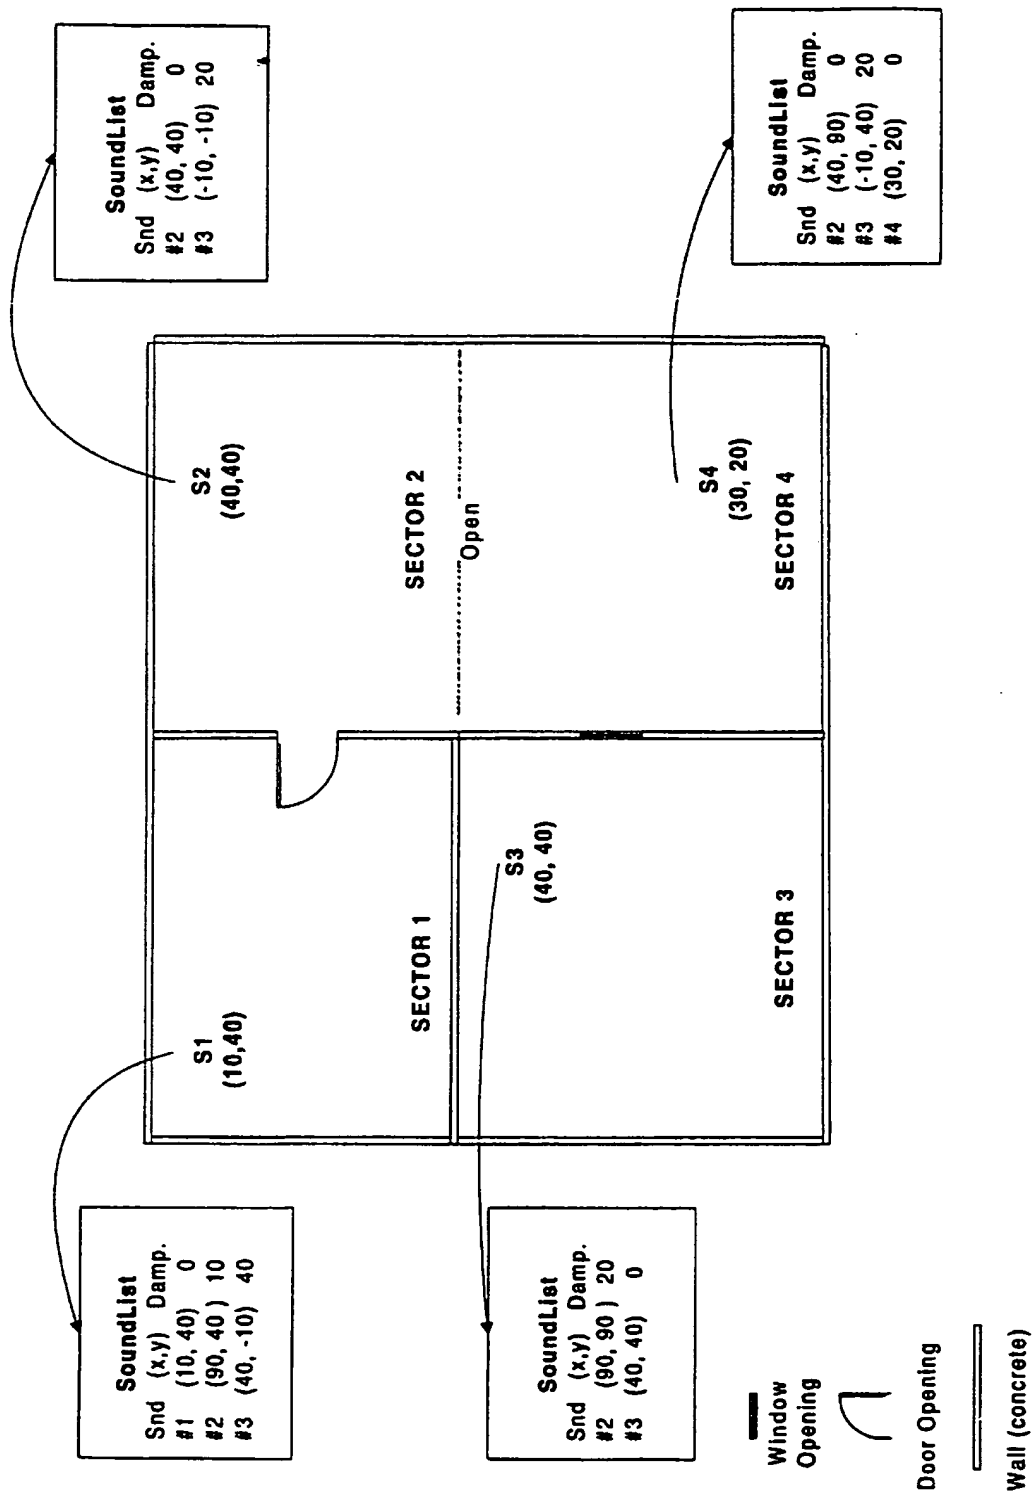 SoundList
Snd (x,y) Damp.
#1 (10, 40) 0
#2 (90, 40 ) 10
#3 (40, -10) 40
S1
(10,40)
SECTOR 1
S2
(40,40)
SECTOR 2
SoundList
Snd (x,y) Damp.
#2 (40, 40) 0
#3 (-10, -10) 20
Open
SoundList
Snd (x,y) Damp.
#2 (90, 90 ) 20
#3 (40, 40) 0
S3
(40, 40)
SECTOR 3
S4
(30, 20)
SECTOR 4
SoundList
Snd (x,y) Damp.
#2 (40, 90) 0
#3 (-10, 40) 20
#4 (30, 20) 0
Window
Opening
Door Opening
Wall (concrete)